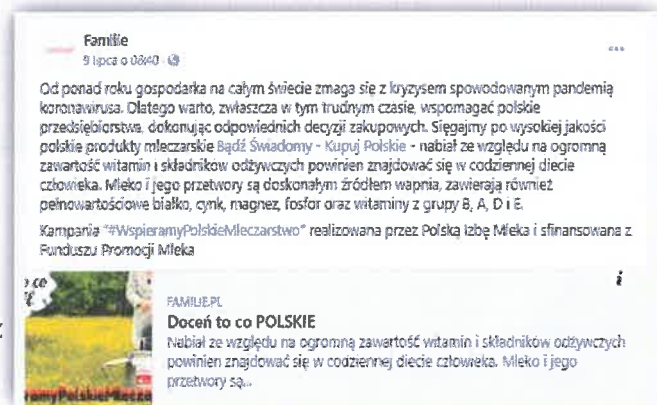 Familie
9 lipca o 08:40
Od ponad roku gospodarka na całym świecie zmaga się z kryzysem spowodowanym pandemią
koronawirusa. Dlatego warto, zwłaszcza w tym trudnym czasie, wspomagać polskie
przedsiębiorstwa, dokonując odpowiednich decyzji zakupowych. Sięgajmy po wysokiej jakości
polskie produkty mleczarskie Bądź Świadomy - Kupuj Polskie - nabiał ze względu na ogromną
zawartość witamin i składników odżywczych powinien znajdować się w codziennej diecie
człowieka. Mleko i jego przetwory są doskonałym źródłem wapnia, zawierają również
pełnowartościowe białko, cynk, magnez, fosfor oraz witaminy z grupy B, A, D i E.
Kampania "#WspieramyPolskieMleczarstwo" realizowana przez Polską Izbę Mleka i sfinansowana z
Funduszu Promocji Mleka
co
FAMILIE.PL
Doceń to co POLSKIE
Nabiał ze względu na ogromną zawartość witamin i składników odżywczych
powinien znajdować się w codziennej diecie człowieka. Mleko i jego
przetwory są...
ramyPolskieMlecza